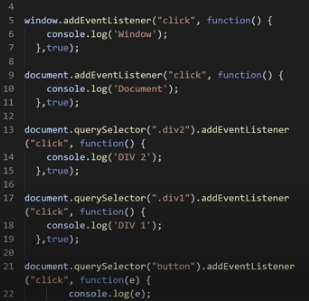 4
5 window.addEventListener("click", function() {
6 console.log('Window');
7 },true);
8
9 document.addEventListener("click", function() {
10 console.log('Document');
11 },true);
12
13 document.querySelector(".div2").addEventListener
("click", function() {
14 console.log('DIV 2');
15 },true);
16
17 document.querySelector(".div1").addEventListener
("click", function() {
18 console.log('DIV 1');
19 },true);
20
21 document.querySelector("button").addEventListener
("click", function(e) {
22 console.log(e);